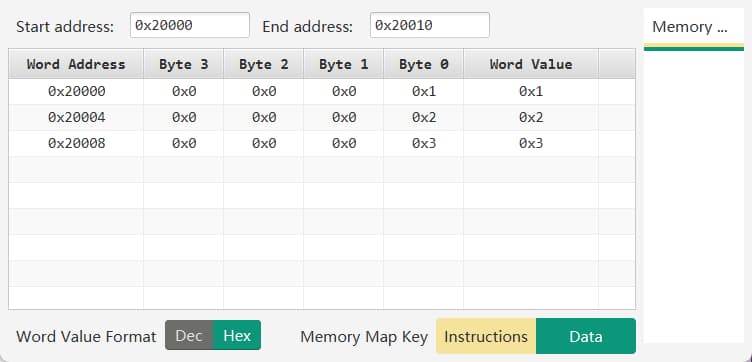 Start address: 0x20000 End address: 0x20010 Memory ...
Word Address Byte 3 Byte 2 Byte 1 Byte 0 Word Value
0x20000 0x0 0x0 0x0 0x1 0x1
0x20004 0x0 0x0 0x0 0x2 0x2
0x20008 0x0 0x0 0x0 0x3 0x3
Word Value Format Dec Hex Memory Map Key Instructions Data